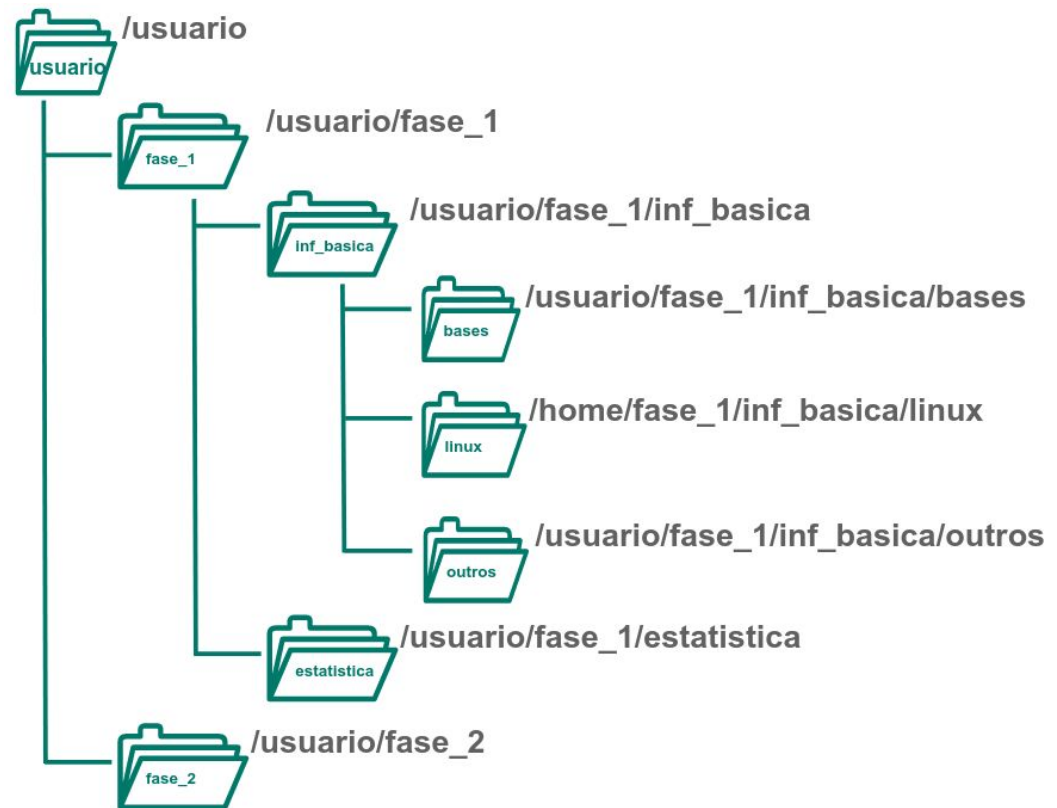 /usuario
usuario
/usuario/fase_1
fase_1
/usuario/fase_1/inf_basica
inf_basica
/usuario/fase_1/inf_basica/bases
bases
/home/fase_1/inf_basica/linux
linux
/usuario/fase_1/inf_basica/outros
outros
/usuario/fase_1/estatistica
estatistica
/usuario/fase_2
fase_2